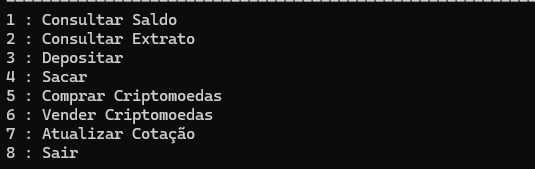 1 : Consultar Saldo
2 : Consultar Extrato
3 : Depositar
4 : Sacar
5 : Comprar Criptomoedas
6 : Vender Criptomoedas
7 : Atualizar Cotação
8 : Sair